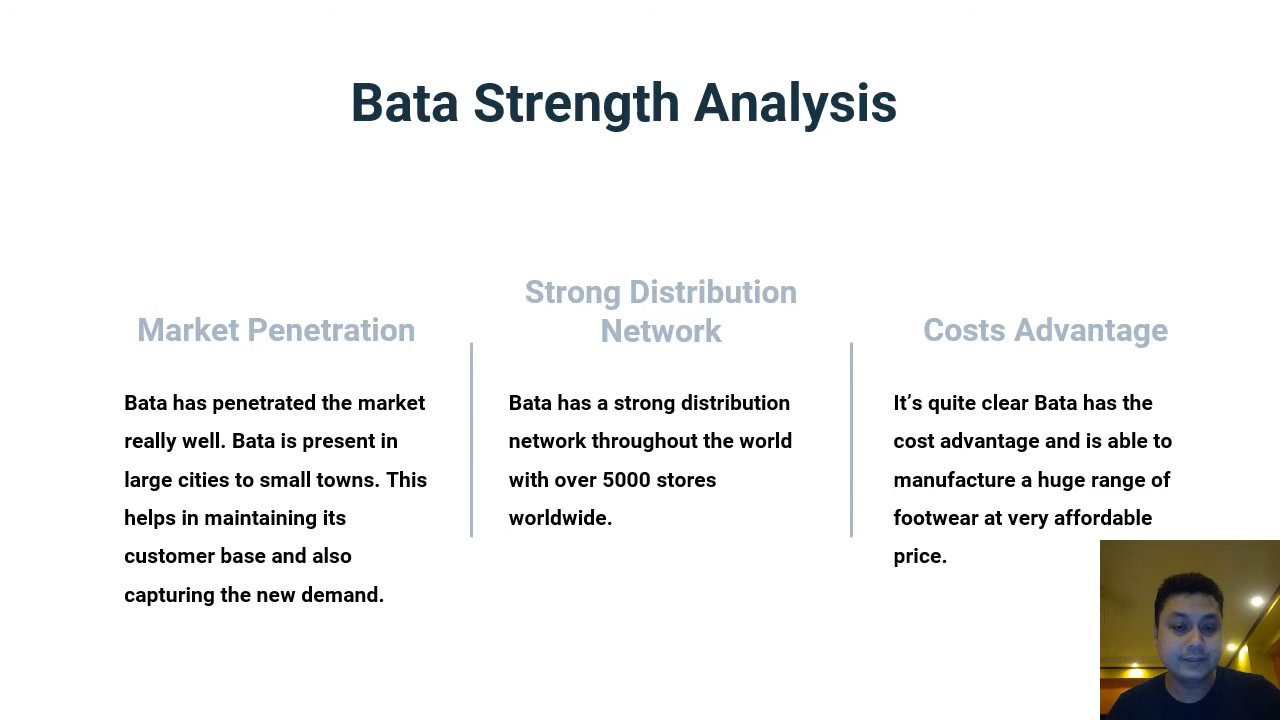 Bata Strength Analysis
Market Penetration
Bata has penetrated the market
really well. Bata is present in
large cities to small towns. This
helps in maintaining its
customer base and also
capturing the new demand.
Strong Distribution
Network
Bata has a strong distribution
network throughout the world
with over 5000 stores
worldwide.
Costs Advantage
It’s quite clear Bata has the
cost advantage and is able to
manufacture a huge range of
footwear at very affordable
price.